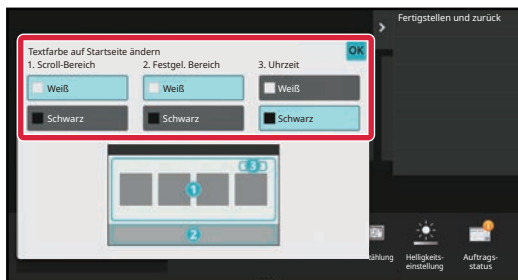 Fertigstellen und zurück
Textfarbe auf Startseite ändern
OK
1. Scroll-Bereich 2. Festgel. Bereich 3. Uhrzeit
Weiß Weiß Weiß
Schwarz Schwarz Schwarz
3
1
2
Helligkeits-
einstellung
Auftrags-
status